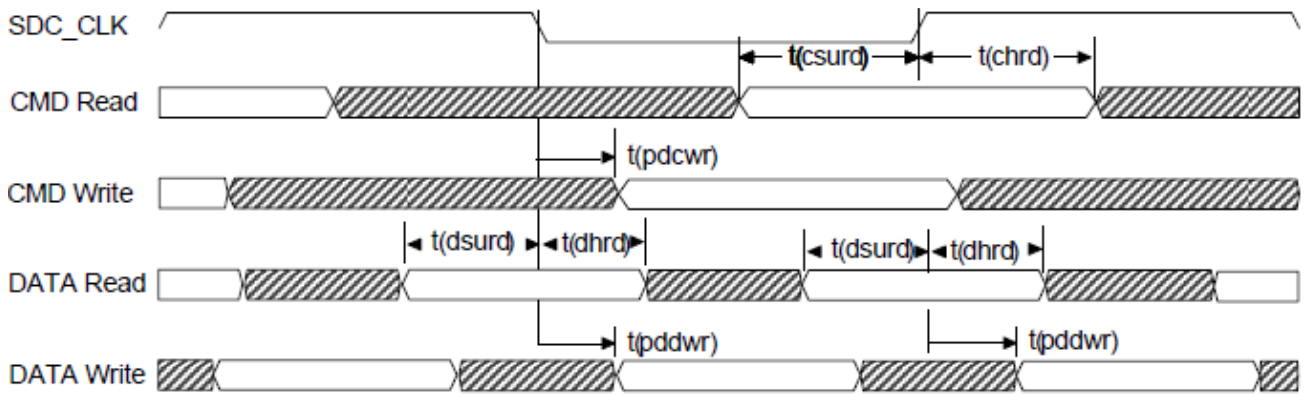 SDC_CLK
t(csurd) t(chrd)
CMD Read
t(pdcwr)
CMD Write
t(dsurd) t(dhrd) t(dsurd) t(dhrd)
DATA Read
t(pddwr) t(pddwr)
DATA Write